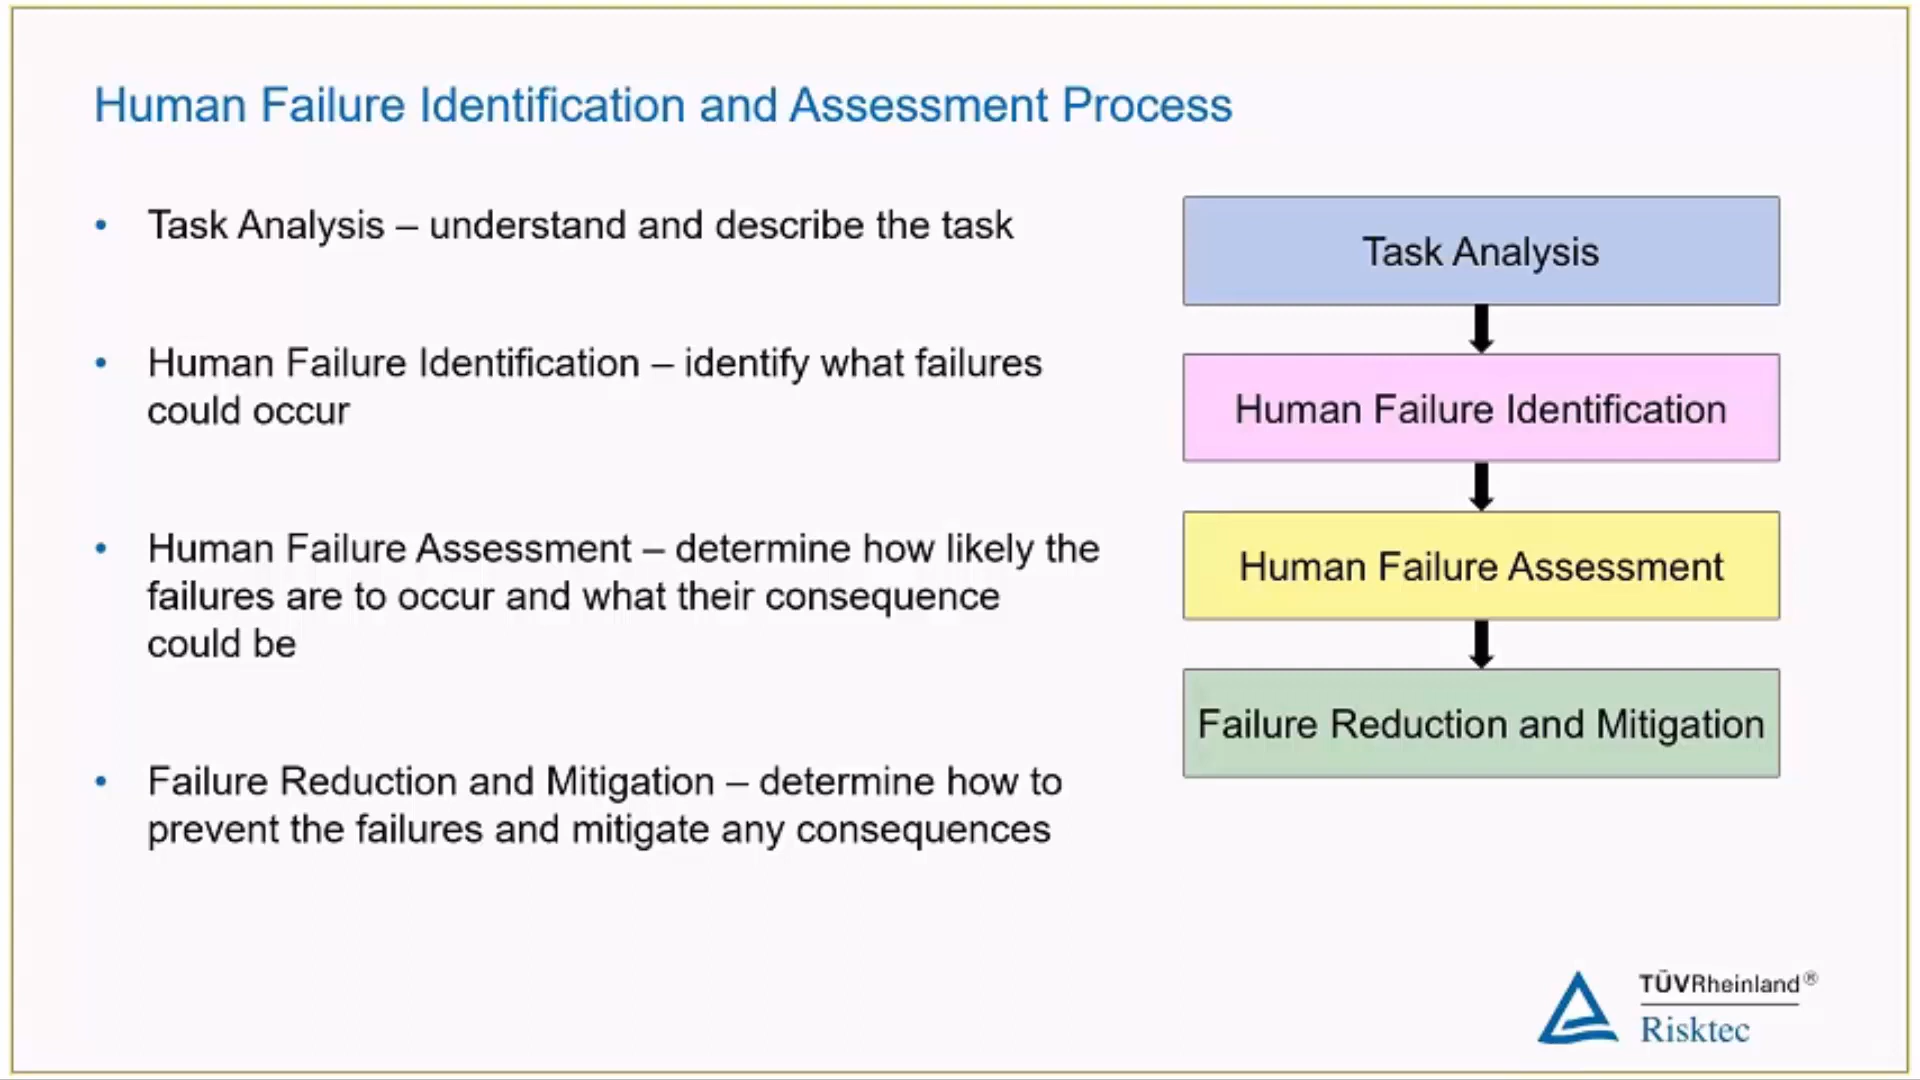 Human Failure Identification and Assessment Process
• Task Analysis – understand and describe the task
• Human Failure Identification – identify what failures
could occur
• Human Failure Assessment – determine how likely the
failures are to occur and what their consequence
could be
• Failure Reduction and Mitigation – determine how to
prevent the failures and mitigate any consequences
Task Analysis
Human Failure Identification
Human Failure Assessment
Failure Reduction and Mitigation
TÜVRheinland®
Risktec